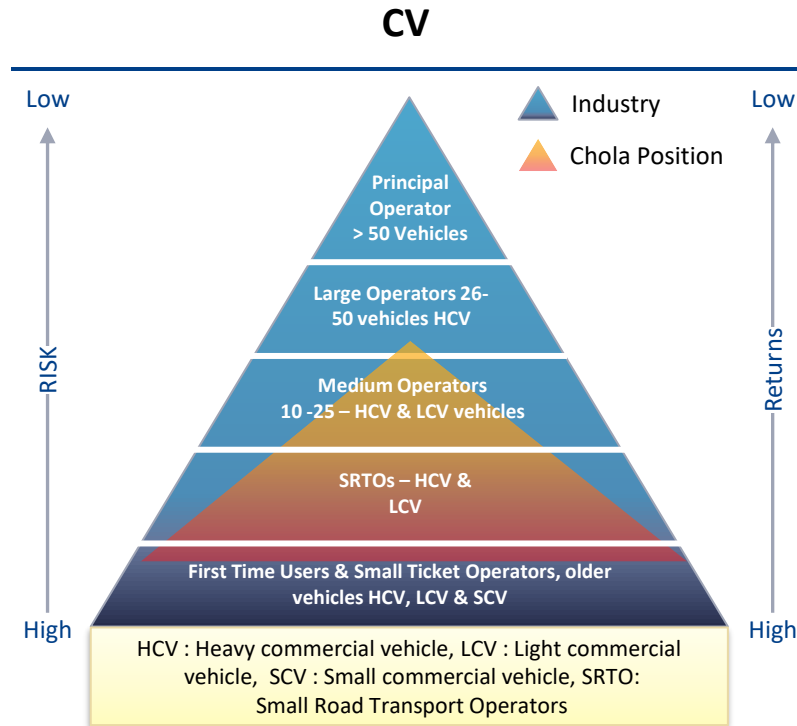 CV
Low
Low
Industry
Chola Position
Principal
Operator
> 50 Vehicles
Large Operators 26-
50 vehicles HCV
RISK
Returns
Medium Operators
10 -25 – HCV & LCV vehicles
SRTOs – HCV &
LCV
First Time Users & Small Ticket Operators, older
vehicles HCV, LCV & SCV
High
High
HCV : Heavy commercial vehicle, LCV : Light commercial
vehicle, SCV : Small commercial vehicle, SRTO:
Small Road Transport Operators